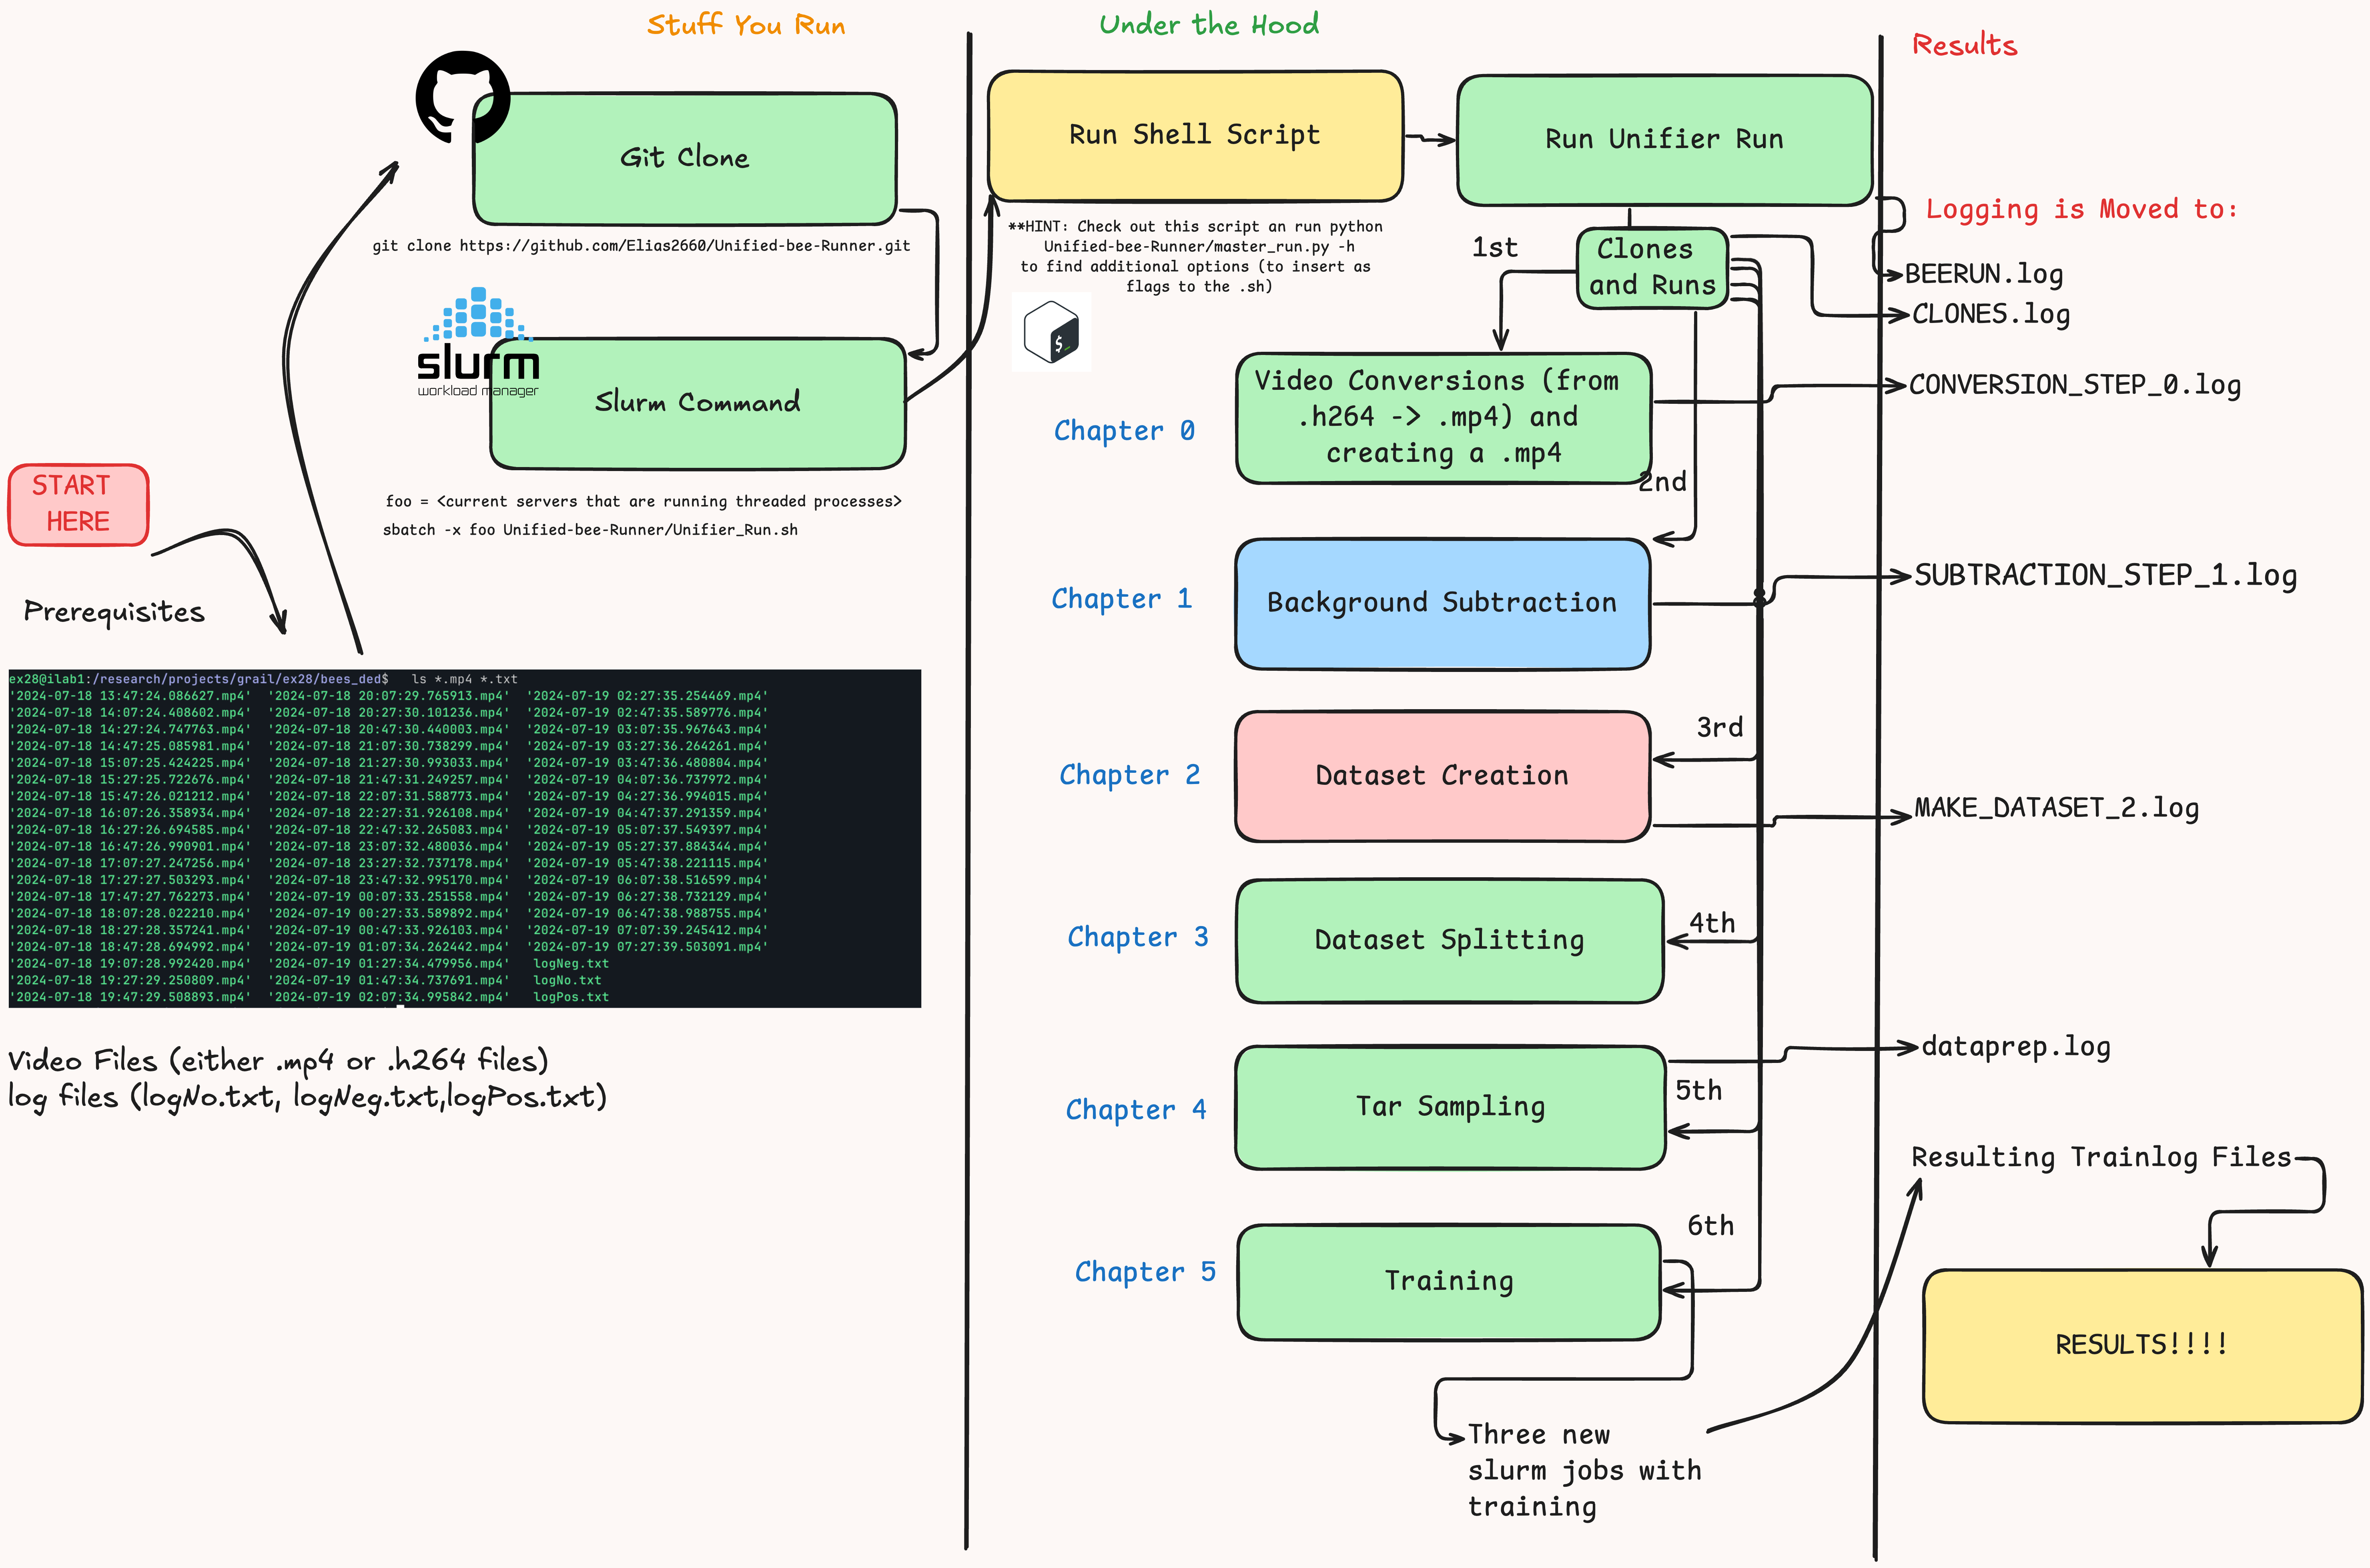 Stuff You Run
Git Clone
git clone https://github.com/Elias2660/Unified-bee-Runner.git
slurm
workload manager
Slurm Command
foo = <current servers that are running threaded processes>
sbatch -x foo Unified-bee-Runner/Unifier_Run.sh
START
HERE
Prerequisites
ex28@ilab1:/research/projects/grail/ex28/bees_ded$ ls *.mp4 *.txt
'2024-07-18 13:47:24.086627.mp4' '2024-07-18 20:07:29.765913.mp4' '2024-07-19 02:27:35.254469.mp4'
'2024-07-18 14:07:24.408602.mp4' '2024-07-18 20:27:30.101236.mp4' '2024-07-19 02:47:35.589776.mp4'
'2024-07-18 14:27:24.747763.mp4' '2024-07-18 20:47:30.440003.mp4' '2024-07-19 03:07:35.967643.mp4'
'2024-07-18 14:47:25.085981.mp4' '2024-07-18 21:07:30.738299.mp4' '2024-07-19 03:27:36.264261.mp4'
'2024-07-18 15:07:25.424225.mp4' '2024-07-18 21:27:30.993033.mp4' '2024-07-19 03:47:36.480804.mp4'
'2024-07-18 15:27:25.722676.mp4' '2024-07-18 21:47:31.249257.mp4' '2024-07-19 04:07:36.737972.mp4'
'2024-07-18 15:47:26.021212.mp4' '2024-07-18 22:07:31.588773.mp4' '2024-07-19 04:27:36.994015.mp4'
'2024-07-18 16:07:26.358934.mp4' '2024-07-18 22:27:31.926108.mp4' '2024-07-19 04:47:37.291359.mp4'
'2024-07-18 16:27:26.694585.mp4' '2024-07-18 22:47:32.265083.mp4' '2024-07-19 05:07:37.549397.mp4'
'2024-07-18 16:47:26.990901.mp4' '2024-07-18 23:07:32.480036.mp4' '2024-07-19 05:27:37.884344.mp4'
'2024-07-18 17:07:27.247256.mp4' '2024-07-18 23:27:32.737178.mp4' '2024-07-19 05:47:38.221115.mp4'
'2024-07-18 17:27:27.503293.mp4' '2024-07-18 23:47:32.995170.mp4' '2024-07-19 06:07:38.516599.mp4'
'2024-07-18 17:47:27.762273.mp4' '2024-07-19 00:07:33.251558.mp4' '2024-07-19 06:27:38.732129.mp4'
'2024-07-18 18:07:28.022210.mp4' '2024-07-19 00:27:33.589892.mp4' '2024-07-19 06:47:38.988755.mp4'
'2024-07-18 18:27:28.357241.mp4' '2024-07-19 00:47:33.926103.mp4' '2024-07-19 07:07:39.245412.mp4'
'2024-07-18 18:47:28.694992.mp4' '2024-07-19 01:07:34.262442.mp4' '2024-07-19 07:27:39.503091.mp4'
'2024-07-18 19:07:28.992420.mp4' '2024-07-19 01:27:34.479956.mp4' logNeg.txt
'2024-07-18 19:27:29.250809.mp4' '2024-07-19 01:47:34.737691.mp4' logNo.txt
'2024-07-18 19:47:29.508893.mp4' '2024-07-19 02:07:34.995842.mp4' logPos.txt
Video Files (either .mp4 or .h264 files)
log files (logNo.txt, logNeg.txt,logPos.txt)
Under the Hood
Run Shell Script
Run Unifier Run
**HINT: Check out this script an run python
Unified-bee-Runner/master_run.py -h
to find additional options (to insert as
flags to the .sh)
$_
Clones
and Runs
1st
Chapter 0
Video Conversions (from
.h264 -> .mp4) and
creating a .mp4
2nd
Chapter 1
Background Subtraction
3rd
Chapter 2
Dataset Creation
4th
Chapter 3
Dataset Splitting
5th
Chapter 4
Tar Sampling
6th
Chapter 5
Training
Three new
slurm jobs with
training
Results
Logging is Moved to:
BEERUN.log
CLONES.log
CONVERSION_STEP_0.log
SUBTRACTION_STEP_1.log
MAKE_DATASET_2.log
dataprep.log
Resulting Trainlog Files
RESULTS!!!!